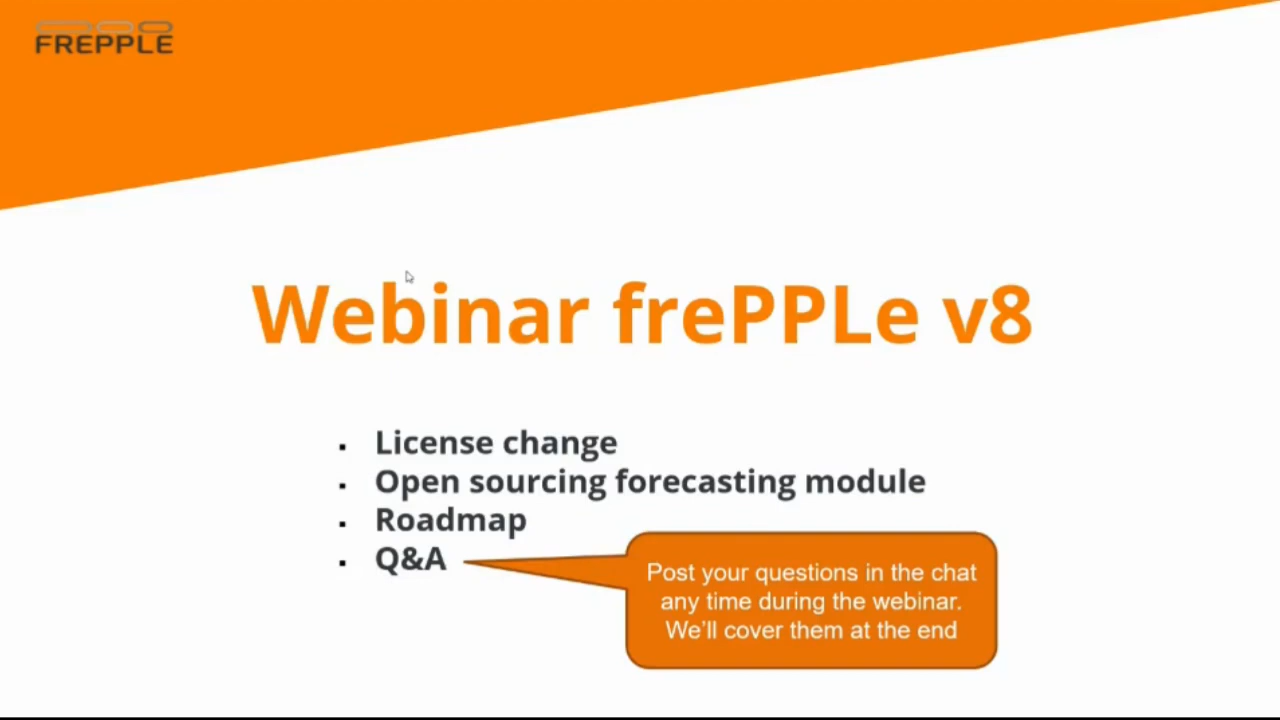 FREPPLE
Webinar frePPLe v8
▪ License change
▪ Open sourcing forecasting module
▪ Roadmap
▪ Q&A
Post your questions in the chat
any time during the webinar.
We'll cover them at the end